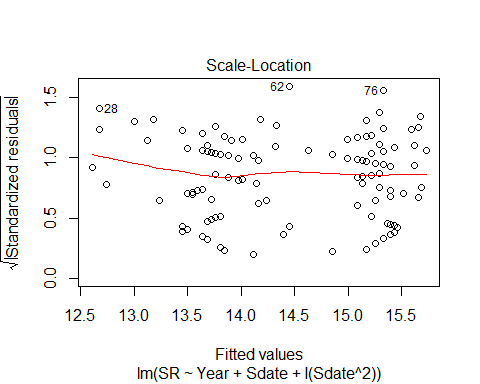 Scale-Location
√|Standardized residuals|
1.5
1.0
0.5
0.0
62
76
28
12.5 13.0 13.5 14.0 14.5 15.0 15.5
Fitted values
lm(SR ~ Year + Sdate + I(Sdate^2))